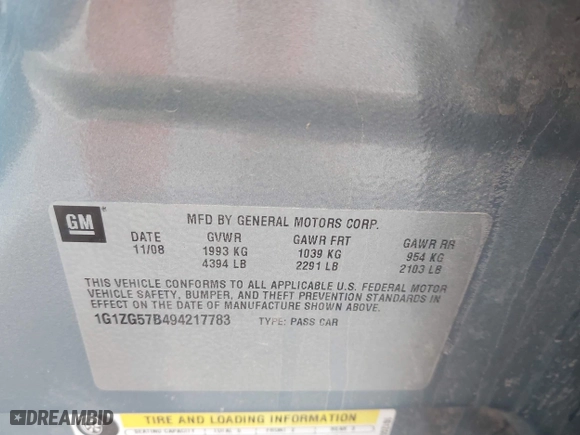 GM
MFD BY GENERAL MOTORS CORP.
DATE GVWR GAWR FRT GAWR RR
11/08 1993 KG 1039 KG 954 KG
4394 LB 2291 LB 2103 LB
THIS VEHICLE CONFORMS TO ALL APPLICABLE U.S. FEDERAL MOTOR
VEHICLE SAFETY, BUMPER, AND THEFT PREVENTION STANDARDS IN
EFFECT ON THE DATE OF MANUFACTURE SHOWN ABOVE.
1G1ZG57B494217783 TYPE: PASS CAR
TIRE AND LOADING INFORMATION
DREAMBID